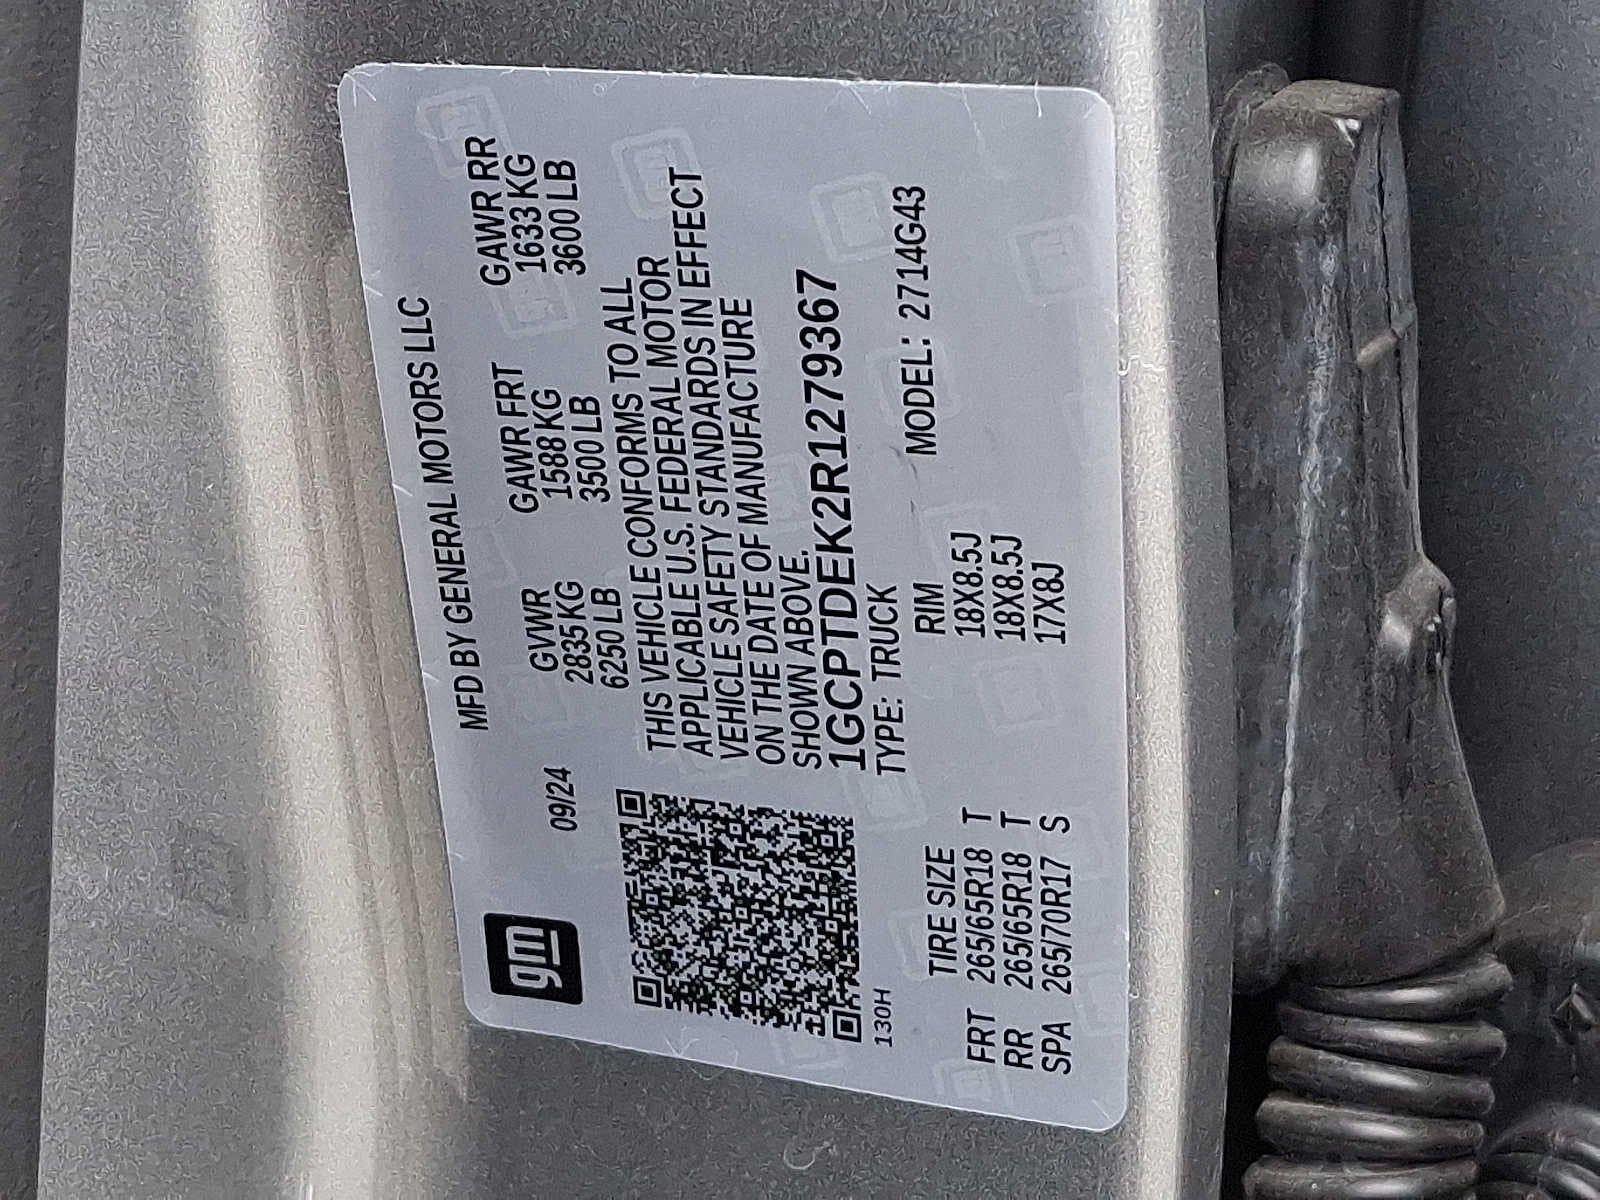 gm
MFD BY GENERAL MOTORS LLC
09/24
GVWR GAWR FRT GAWR RR
2835 KG 1588 KG 1633 KG
6250 LB 3500 LB 3600 LB
THIS VEHICLE CONFORMS TO ALL
APPLICABLE U.S. FEDERAL MOTOR
VEHICLE SAFETY STANDARDS IN EFFECT
ON THE DATE OF MANUFACTURE
SHOWN ABOVE.
1GCPTDEK2R1279367
TYPE: TRUCK MODEL: 2714G43
130H
TIRE SIZE RIM
FRT 265/65R18 T 18X8.5J
RR 265/65R18 T 18X8.5J
SPA 265/70R17 S 17X8J